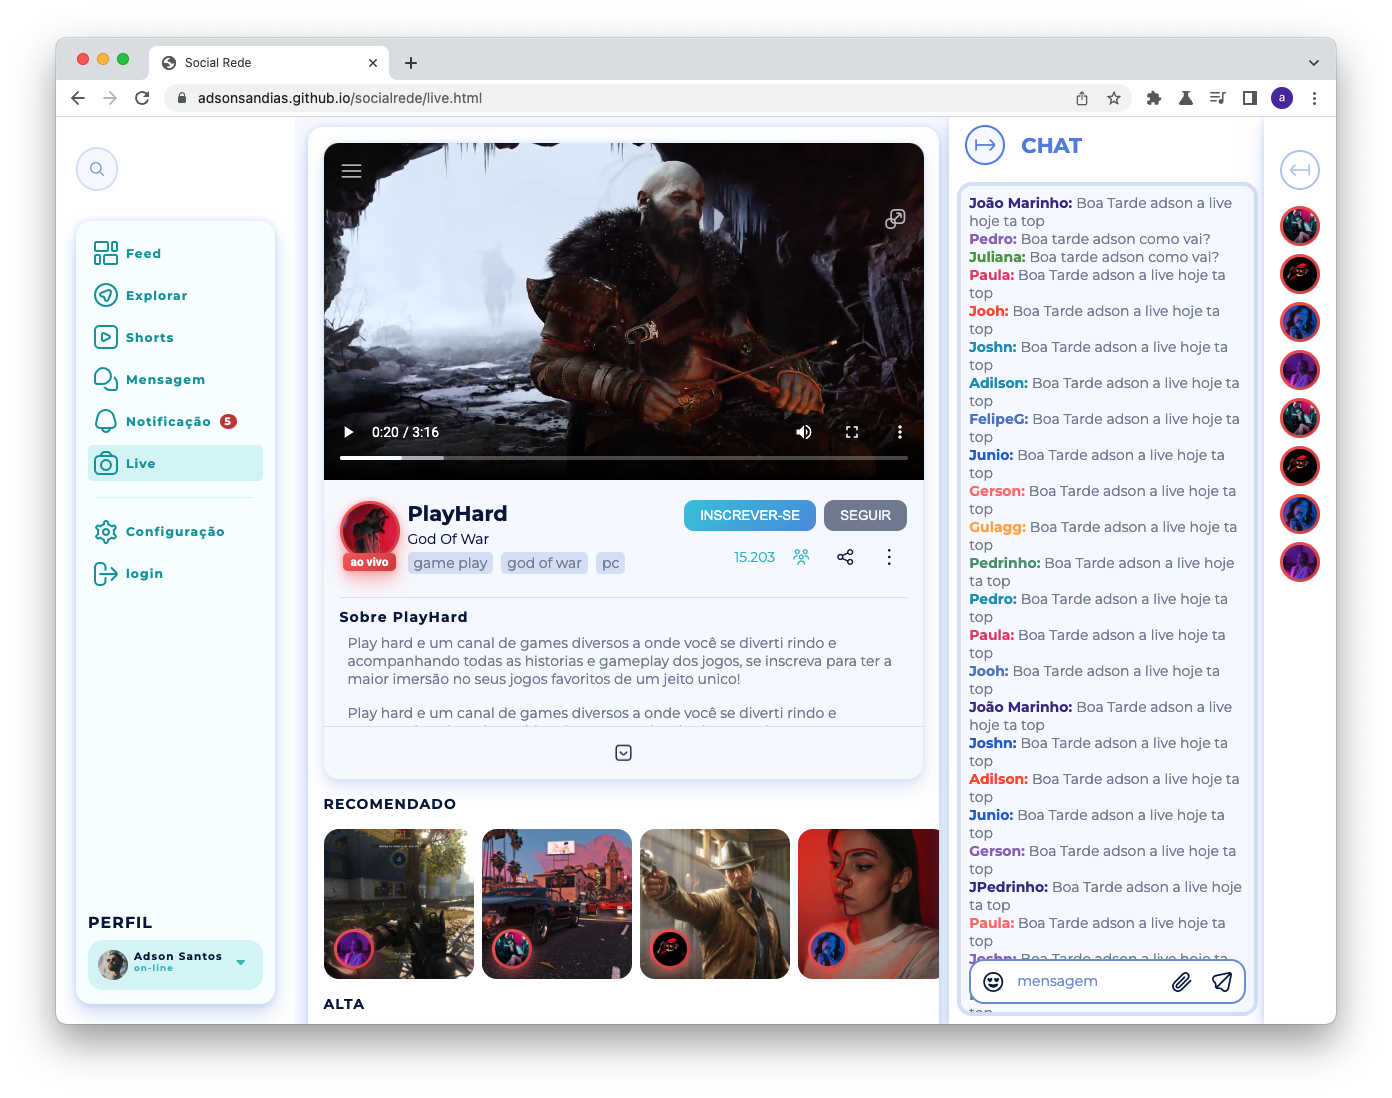 Social Rede
adsonsandias.github.io/socialrede/live.html
a
Feed
Explorar
Shorts
Mensagem
Notificação 5
Live
Configuração
login
PERFIL
Adson Santos
on-line
0:20 / 3:16
PlayHard
God Of War
ao vivo
game play god of war pc
INSCREVER-SE SEGUIR
15.203
Sobre PlayHard
Play hard e um canal de games diversos a onde você se diverti rindo e
acompanhando todas as historias e gameplay dos jogos, se inscreva para ter a
maior imersão no seus jogos favoritos de um jeito unico!
Play hard e um canal de games diversos a onde você se diverti rindo e
RECOMENDADO
4
ALTA
CHAT
João Marinho: Boa Tarde adson a live
hoje ta top
Pedro: Boa tarde adson como vai?
Juliana: Boa tarde adson como vai?
Paula: Boa Tarde adson a live hoje ta
top
Jooh: Boa Tarde adson a live hoje ta
top
Joshn: Boa Tarde adson a live hoje ta
top
Adilson: Boa Tarde adson a live hoje ta
top
FelipeG: Boa Tarde adson a live hoje ta
top
Junio: Boa Tarde adson a live hoje ta
top
Gerson: Boa Tarde adson a live hoje ta
top
Gulagg: Boa Tarde adson a live hoje ta
top
Pedrinho: Boa Tarde adson a live hoje
ta top
Pedro: Boa Tarde adson a live hoje ta
top
Paula: Boa Tarde adson a live hoje ta
top
Jooh: Boa Tarde adson a live hoje ta
top
João Marinho: Boa Tarde adson a live
hoje ta top
Joshn: Boa Tarde adson a live hoje ta
top
Adilson: Boa Tarde adson a live hoje ta
top
Junio: Boa Tarde adson a live hoje ta
top
Gerson: Boa Tarde adson a live hoje ta
top
JPedrinho: Boa Tarde adson a live hoje
ta top
Paula: Boa Tarde adson a live hoje ta
top
Joshn: Boa Tarde adson a live hoje ta
mensagem
top